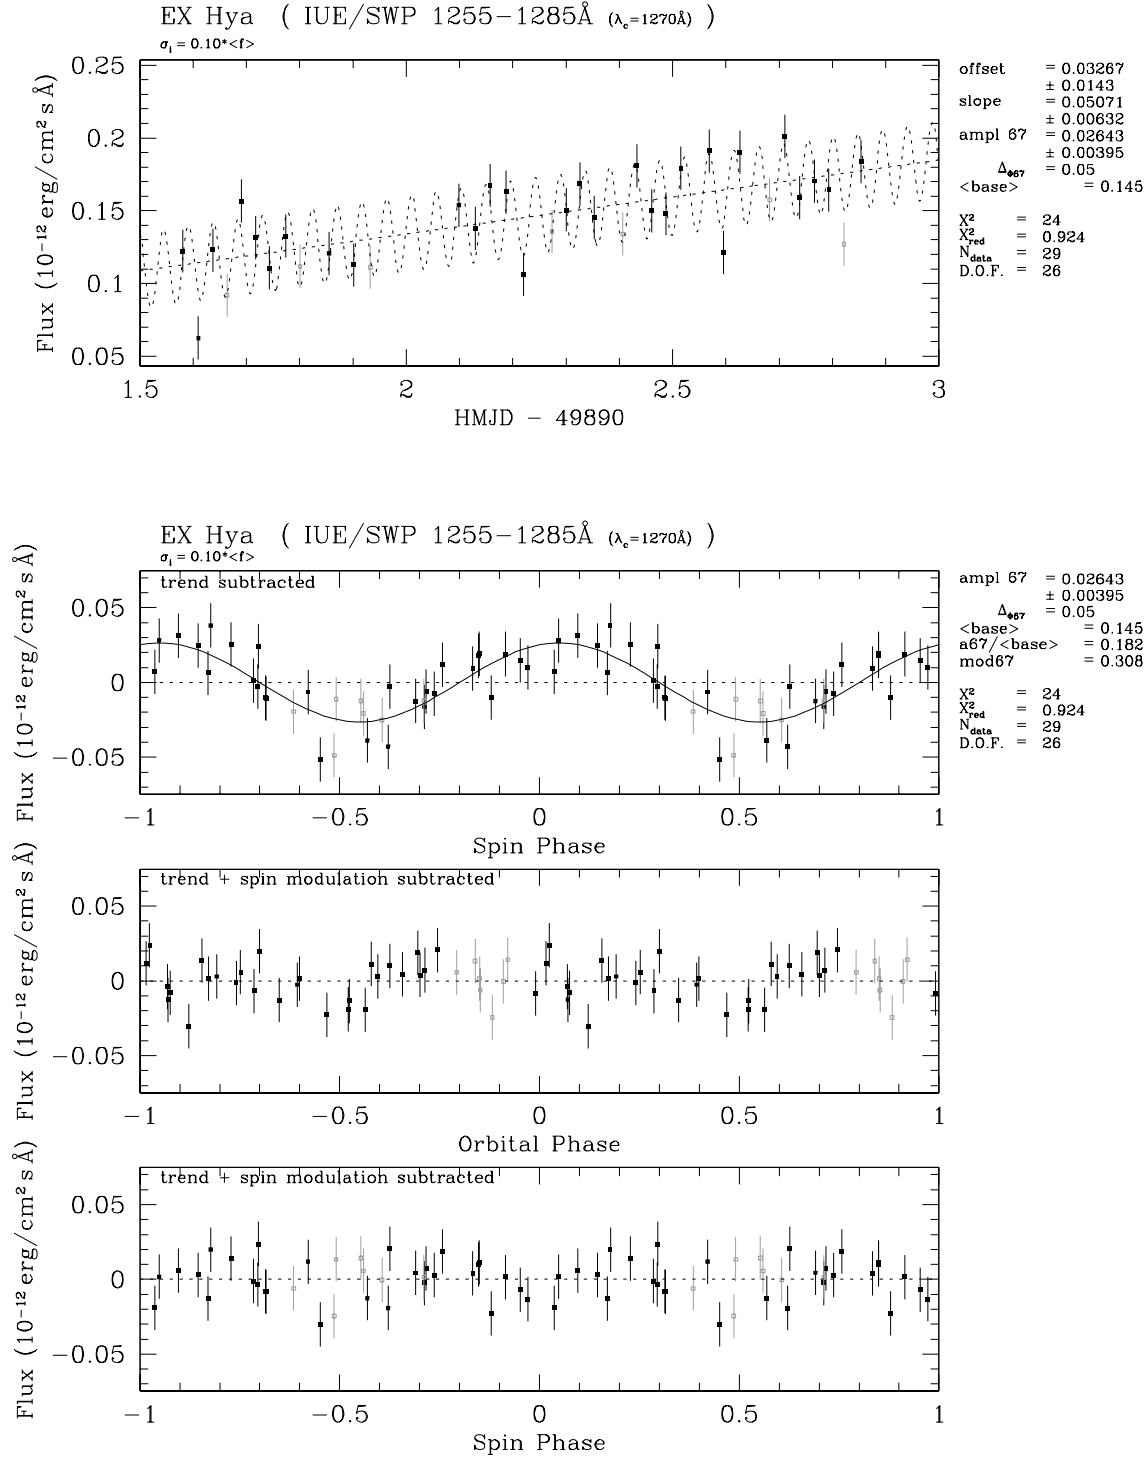 EX Hya ( IUE/SWP 1255−1285Å (λc=1270Å) )
σi = 0.10*<f>
Flux (10⁻¹² erg/cm² s Å)
0.25
0.2
0.15
0.1
0.05
1.5 2 2.5 3
HMJD − 49890
offset = 0.03267
± 0.0143
slope = 0.05071
± 0.00632
ampl 67 = 0.02643
± 0.00395
ΔΦ67 = 0.05
<base> = 0.145
X² = 24
X²red = 0.924
Ndata = 29
D.O.F. = 26
EX Hya ( IUE/SWP 1255−1285Å (λc=1270Å) )
σi = 0.10*<f>
trend subtracted
Flux (10⁻¹² erg/cm² s Å)
0.05
0
−0.05
−1 −0.5 0 0.5 1
Spin Phase
ampl 67 = 0.02643
± 0.00395
ΔΦ67 = 0.05
<base> = 0.145
a67/<base> = 0.182
mod67 = 0.308
X² = 24
X²red = 0.924
Ndata = 29
D.O.F. = 26
trend + spin modulation subtracted
Flux (10⁻¹² erg/cm² s Å)
0.05
0
−0.05
−1 −0.5 0 0.5 1
Orbital Phase
trend + spin modulation subtracted
Flux (10⁻¹² erg/cm² s Å)
0.05
0
−0.05
−1 −0.5 0 0.5 1
Spin Phase